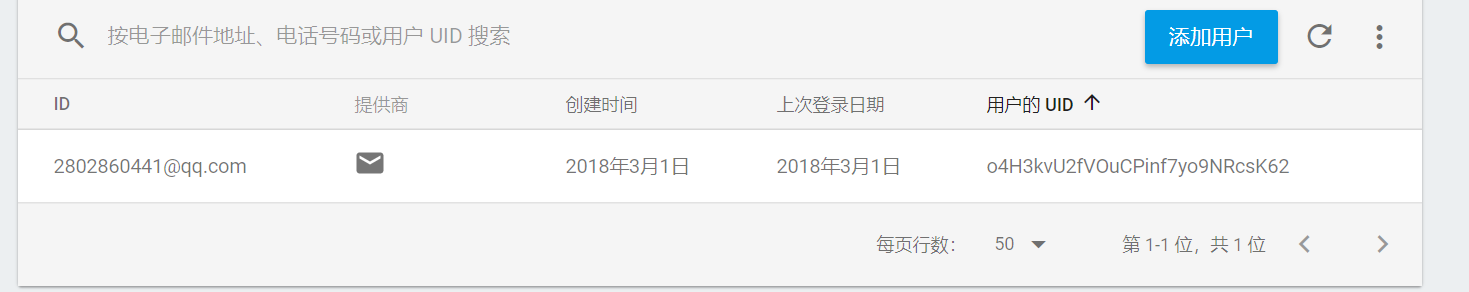 按电子邮件地址、电话号码或用户 UID 搜索 添加用户
ID 提供商 创建时间 上次登录日期 用户的 UID
2802860441@qq.com 2018年3月1日 2018年3月1日 o4H3kvU2fVOuCPinf7yo9NRcsK62
每页行数： 50 第 1-1 位，共 1 位